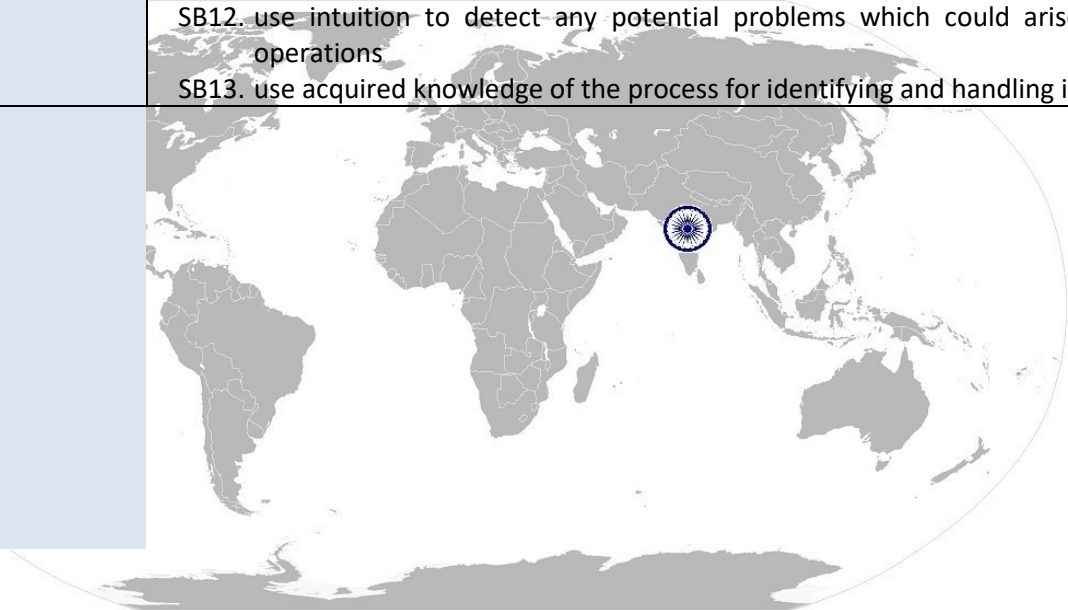 SB12. use intuition to detect any potential problems which could arise
operations
SB13. use acquired knowledge of the process for identifying and handling i